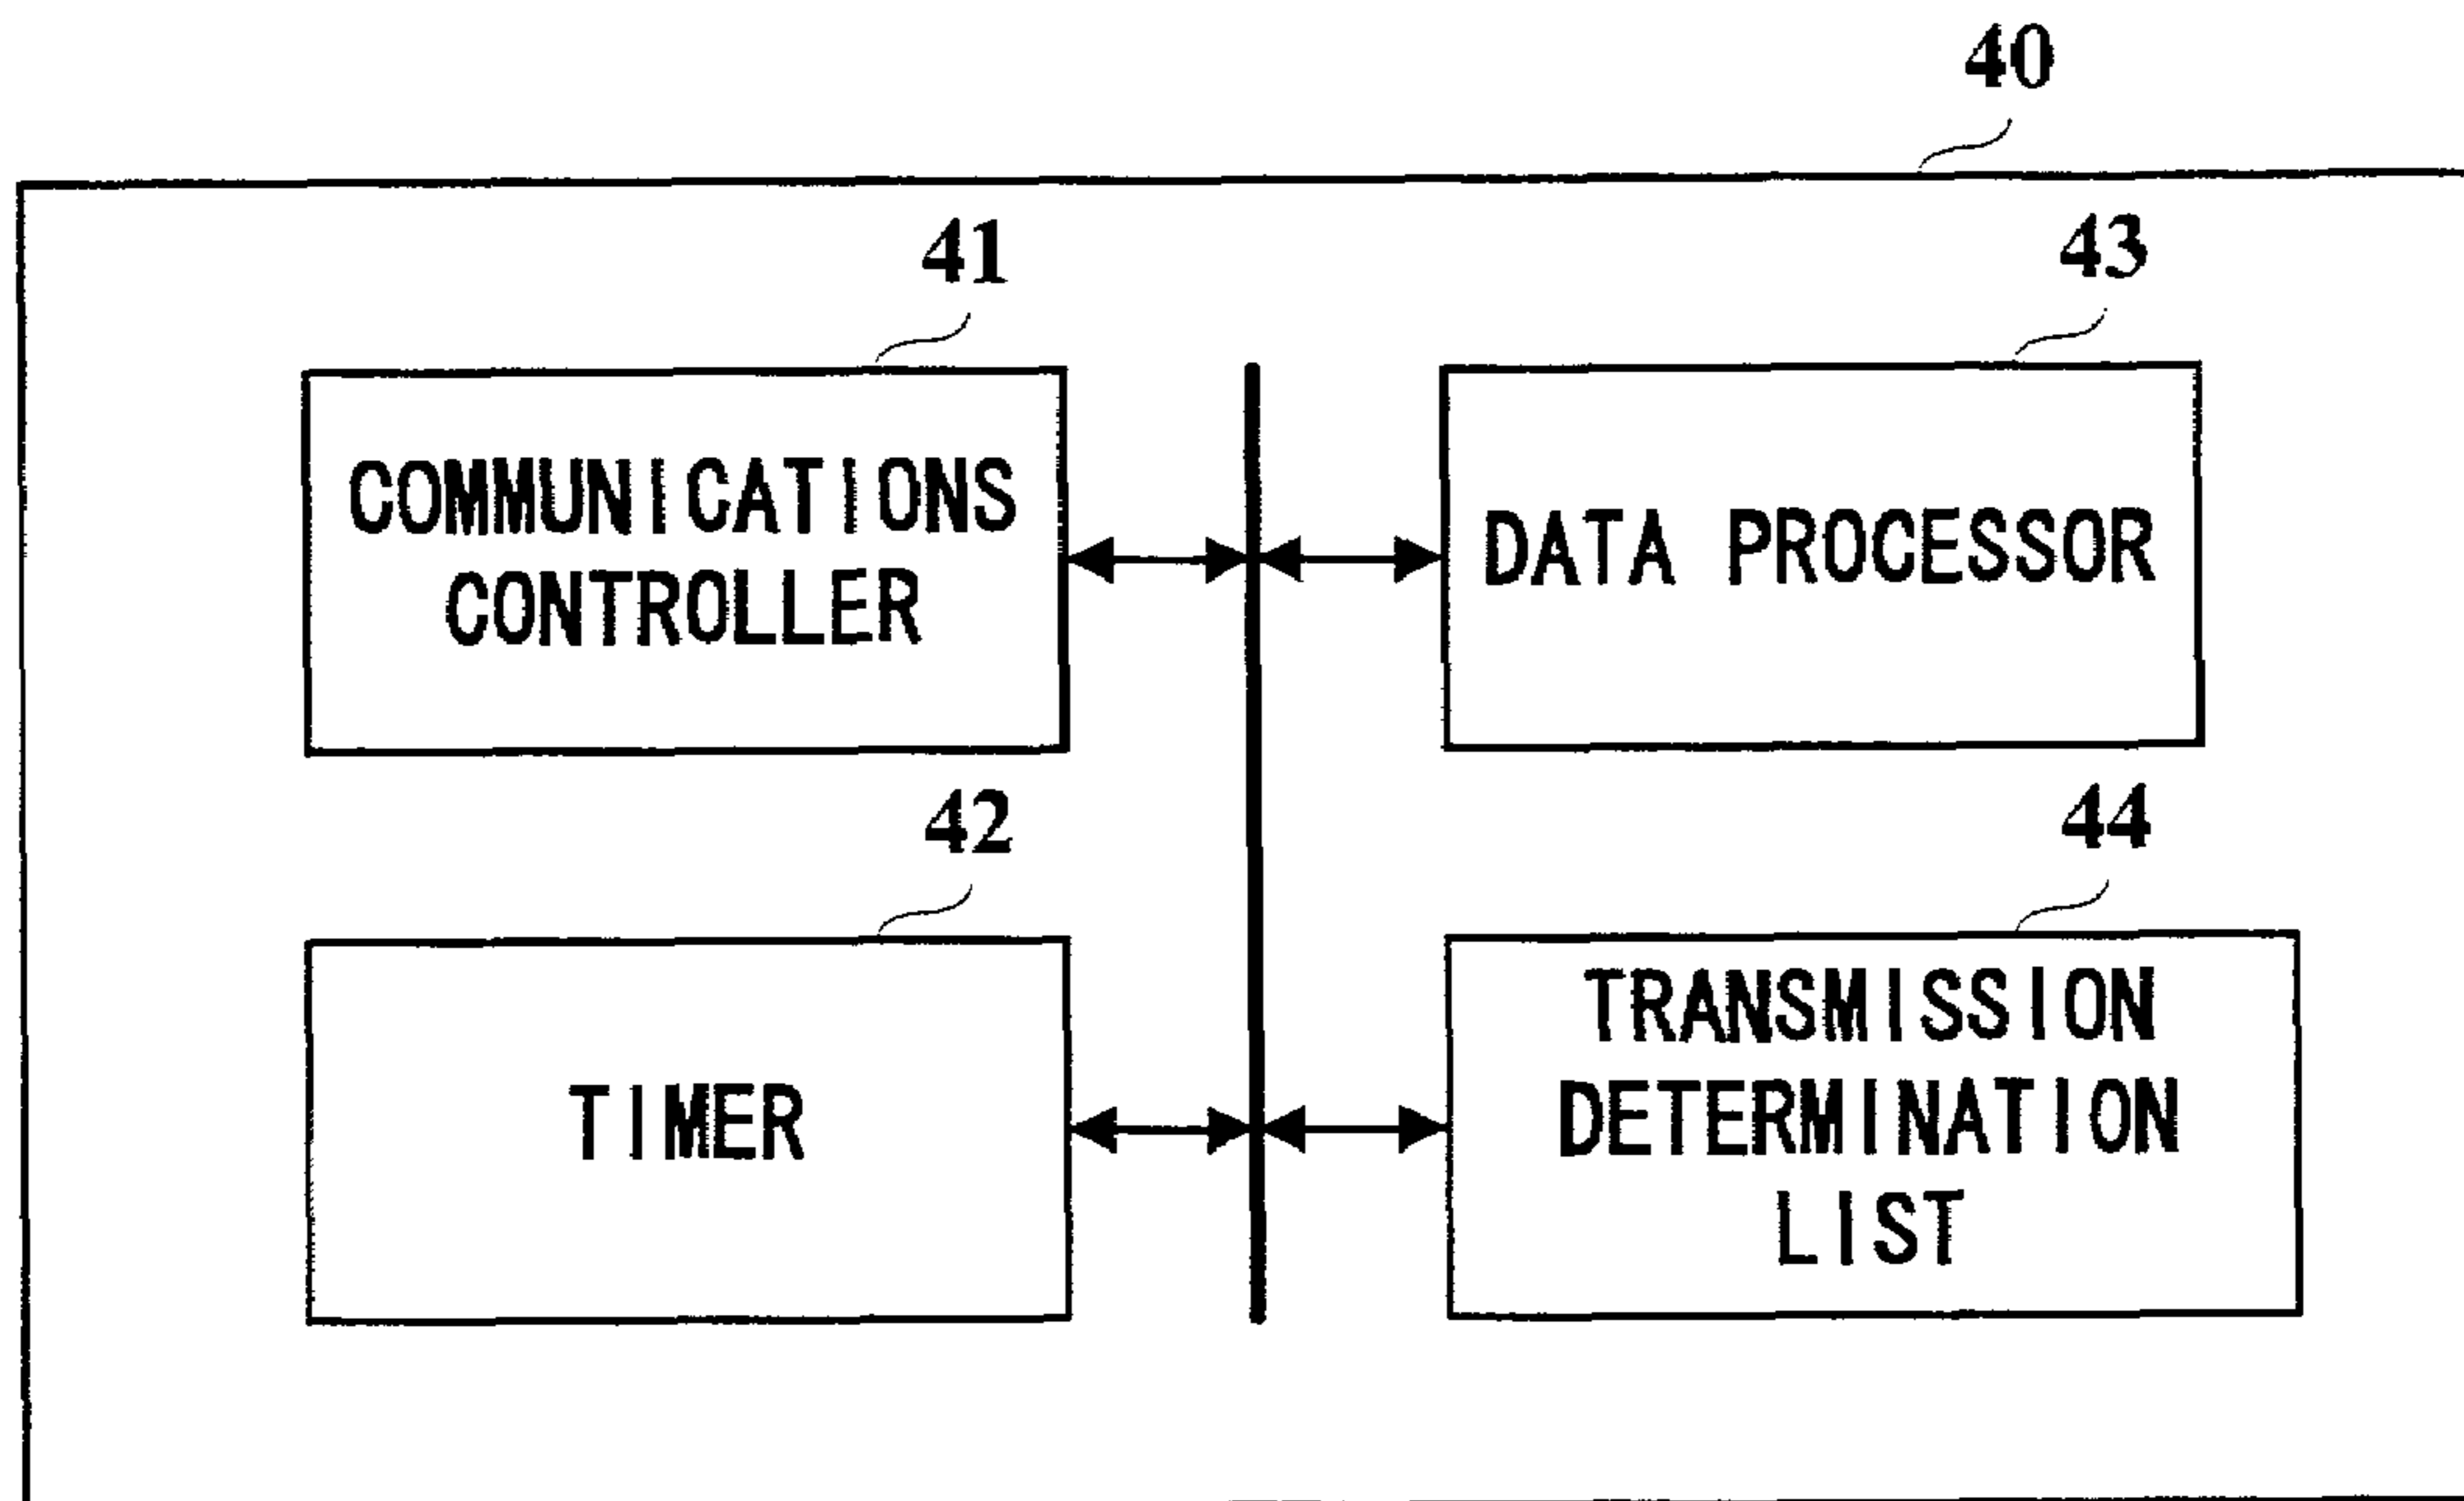 40
41
COMMUNICATIONS
CONTROLLER
43
DATA PROCESSOR
42
TIMER
44
TRANSMISSION
DETERMINATION
LIST